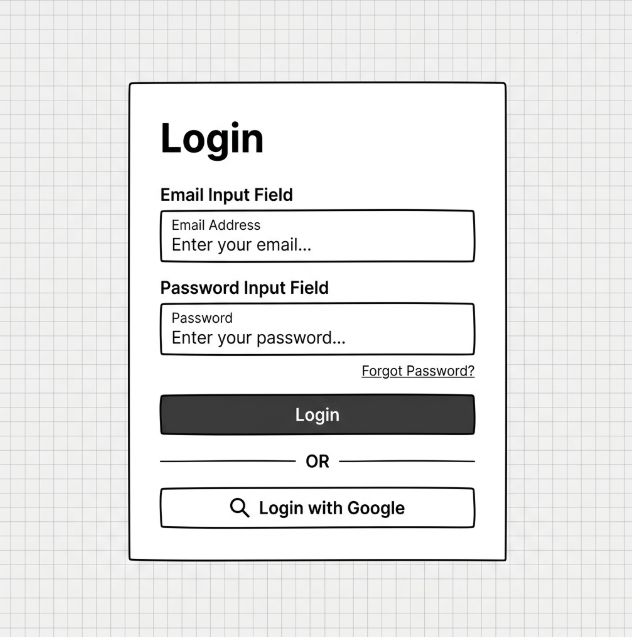 Login
Email Input Field
Email Address
Enter your email...
Password Input Field
Password
Enter your password...
Forgot Password?
Login
OR
Login with Google